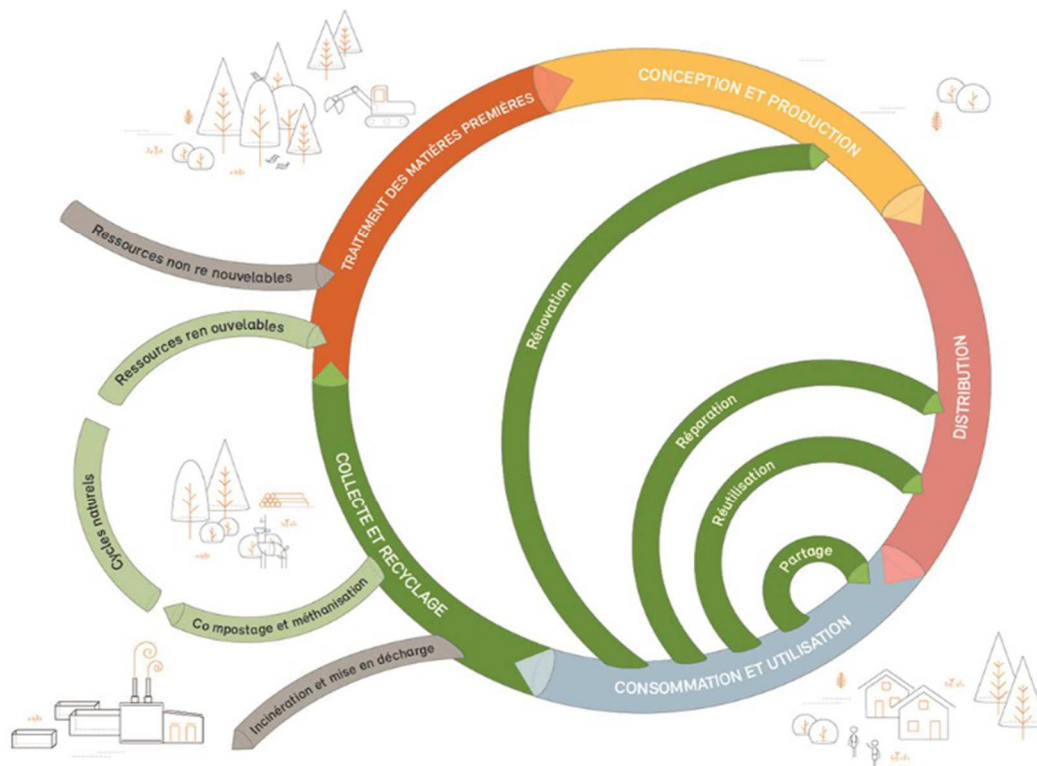 CONCEPTION ET PRODUCTION
TRAITEMENT DES MATIÈRES PREMIÈRES
Ressources non re nouvelables
Ressources ren ouvelables
Rénovation
DISTRIBUTION
Réparation
Réutilisation
Partage
Cycles naturels
COLLECTE ET RECYCLAGE
Co mpostage et méthanisation
Incinération et mise en décharge
CONSOMMATION ET UTILISATION